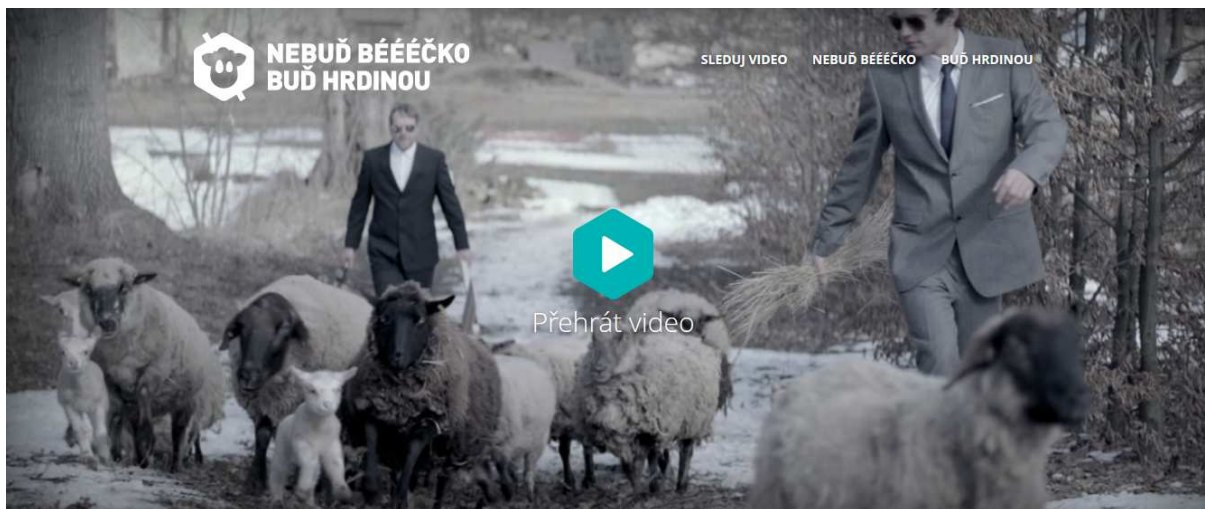 NEBUĎ BÉÉÉČKO
BUĎ HRDINOU
SLEDUJ VIDEO NEBUĎ BÉÉÉČKO BUĎ HRDINOU
Přehrát video